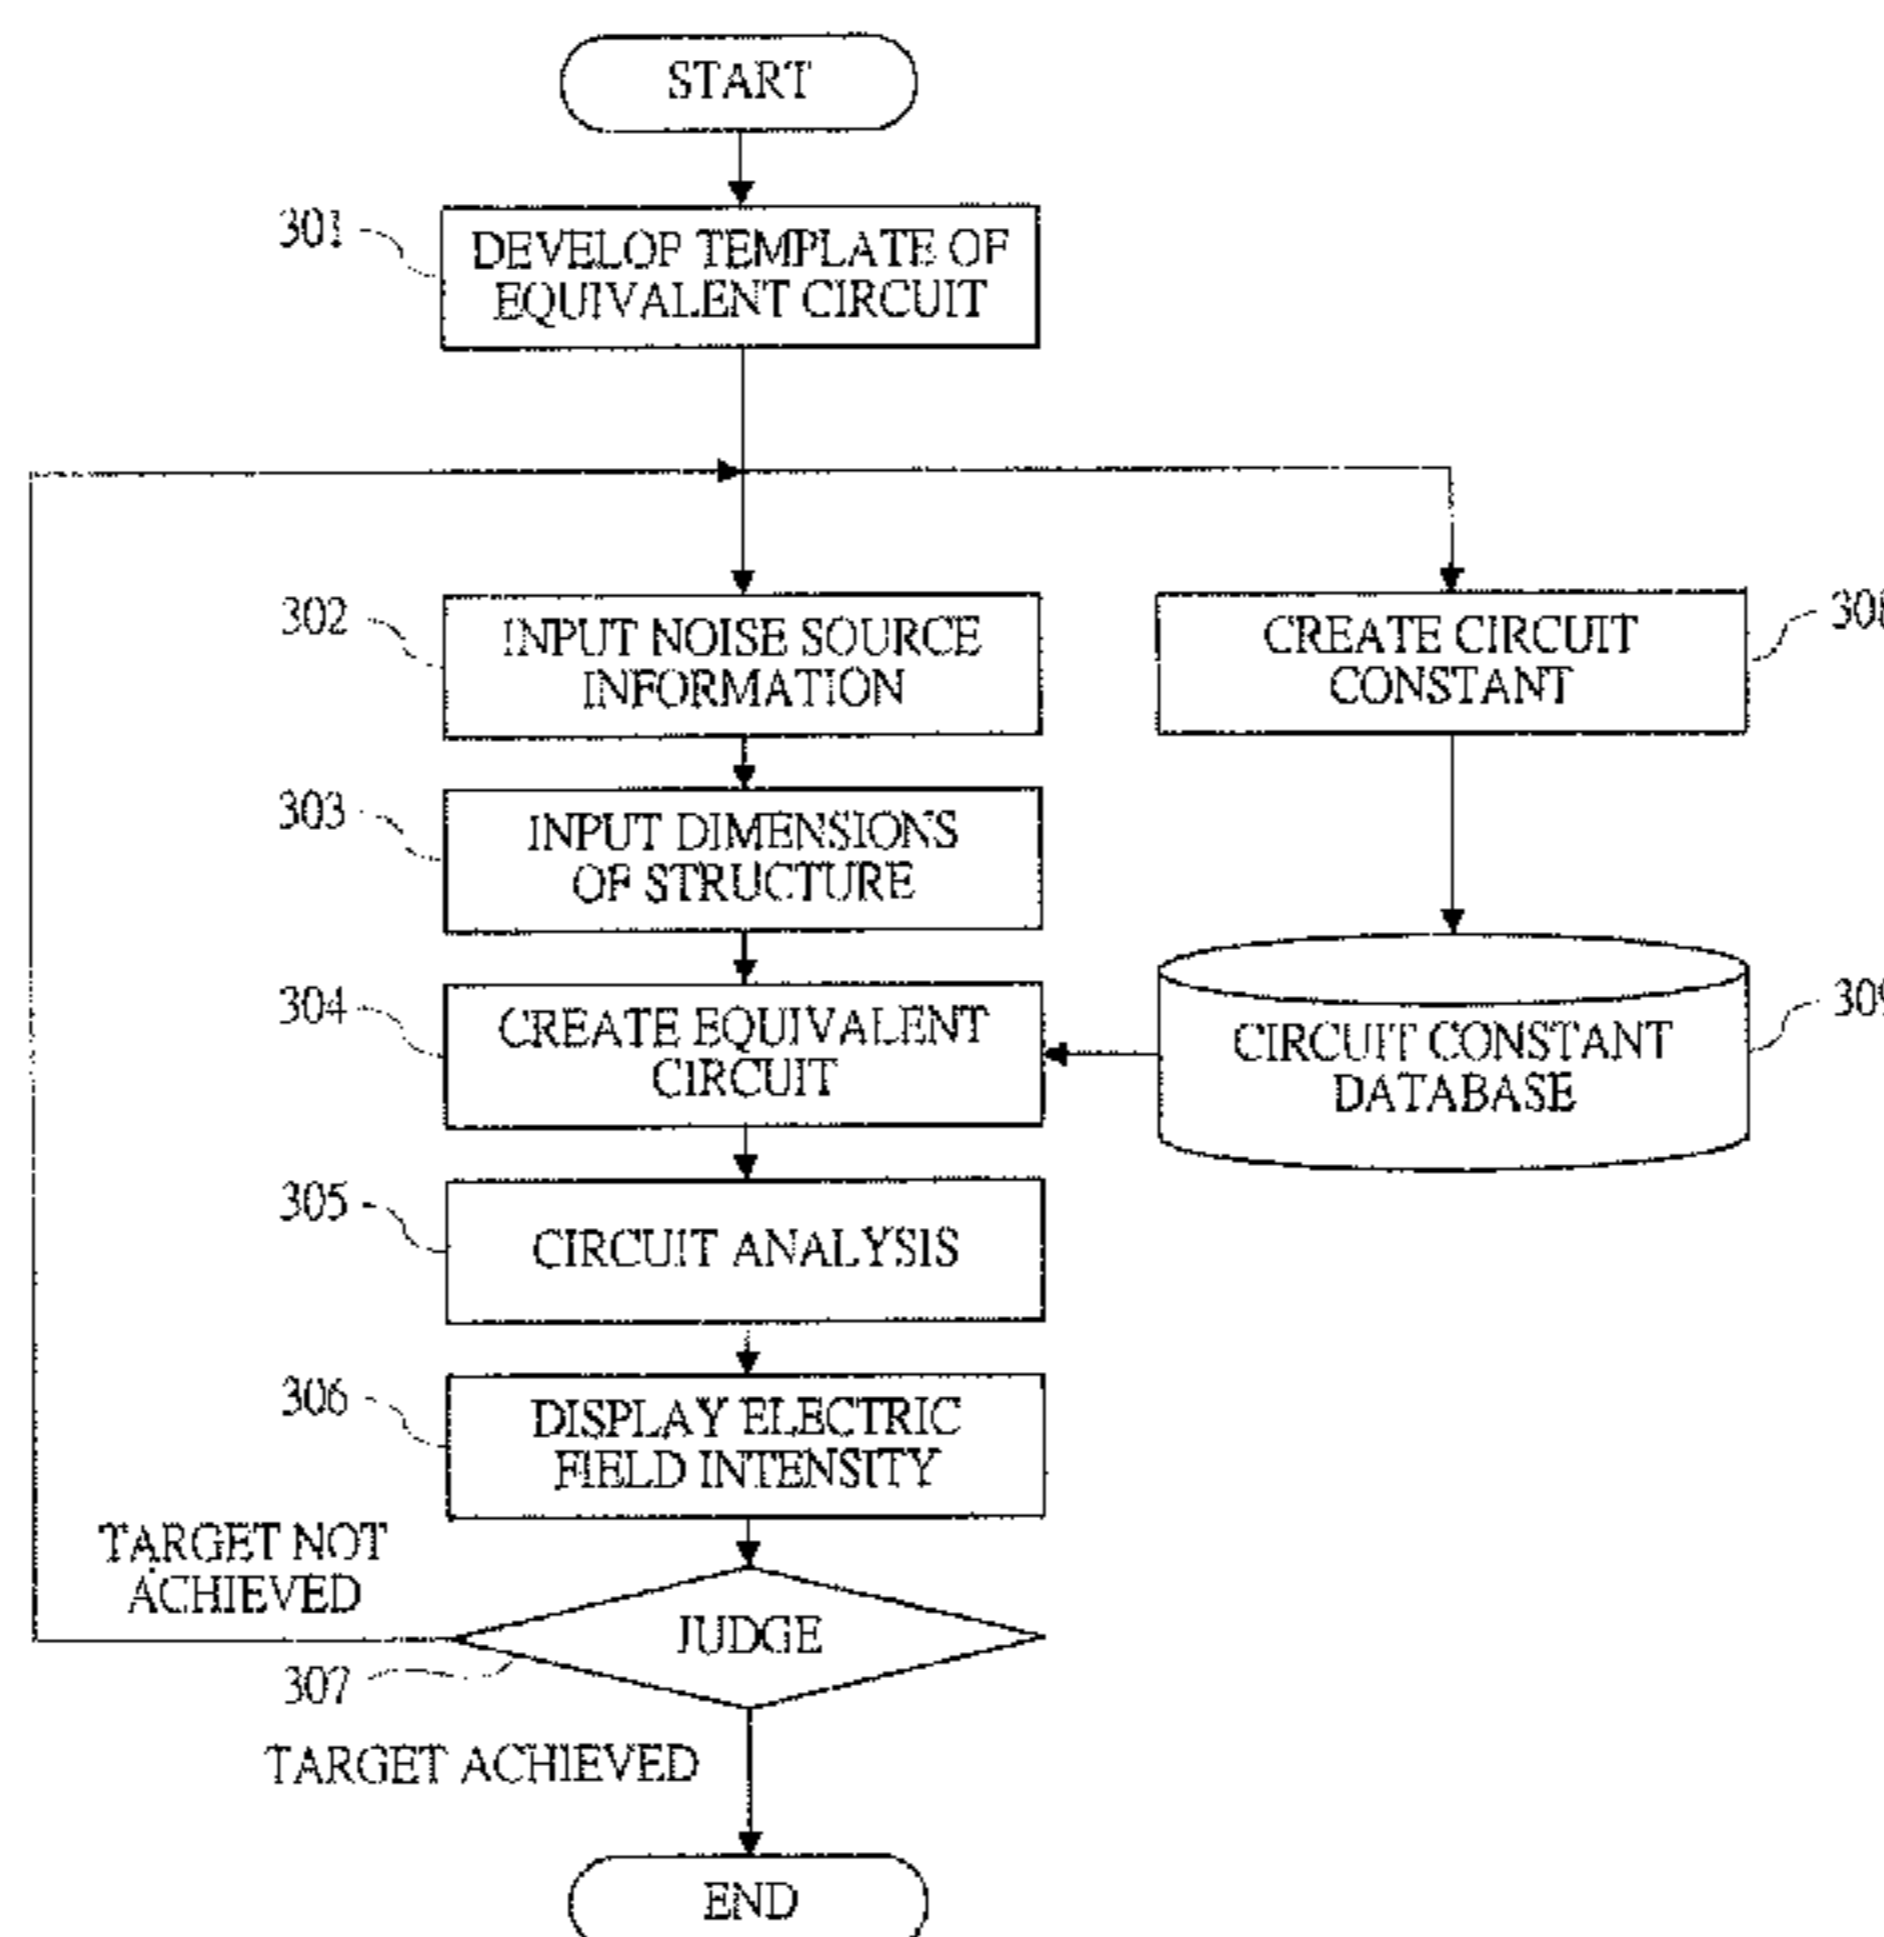 START
301
DEVELOP TEMPLATE OF
EQUIVALENT CIRCUIT
302
INPUT NOISE SOURCE
INFORMATION
CREATE CIRCUIT
CONSTANT
308
303
INPUT DIMENSIONS
OF STRUCTURE
304
CREATE EQUIVALENT
CIRCUIT
CIRCUIT CONSTANT
DATABASE
309
305
CIRCUIT ANALYSIS
306
DISPLAY ELECTRIC
FIELD INTENSITY
TARGET NOT
ACHIEVED
JUDGE
307
TARGET ACHIEVED
END